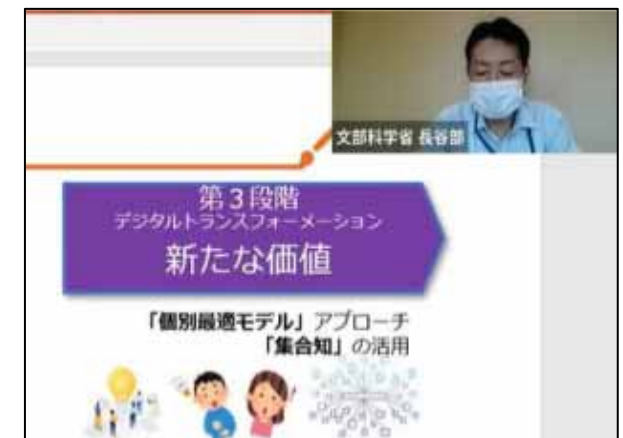 文部科学省 長谷部
第３段階
デジタルトランスフォーメーション
新たな価値
「個別最適モデル」アプローチ
「集合知」の活用